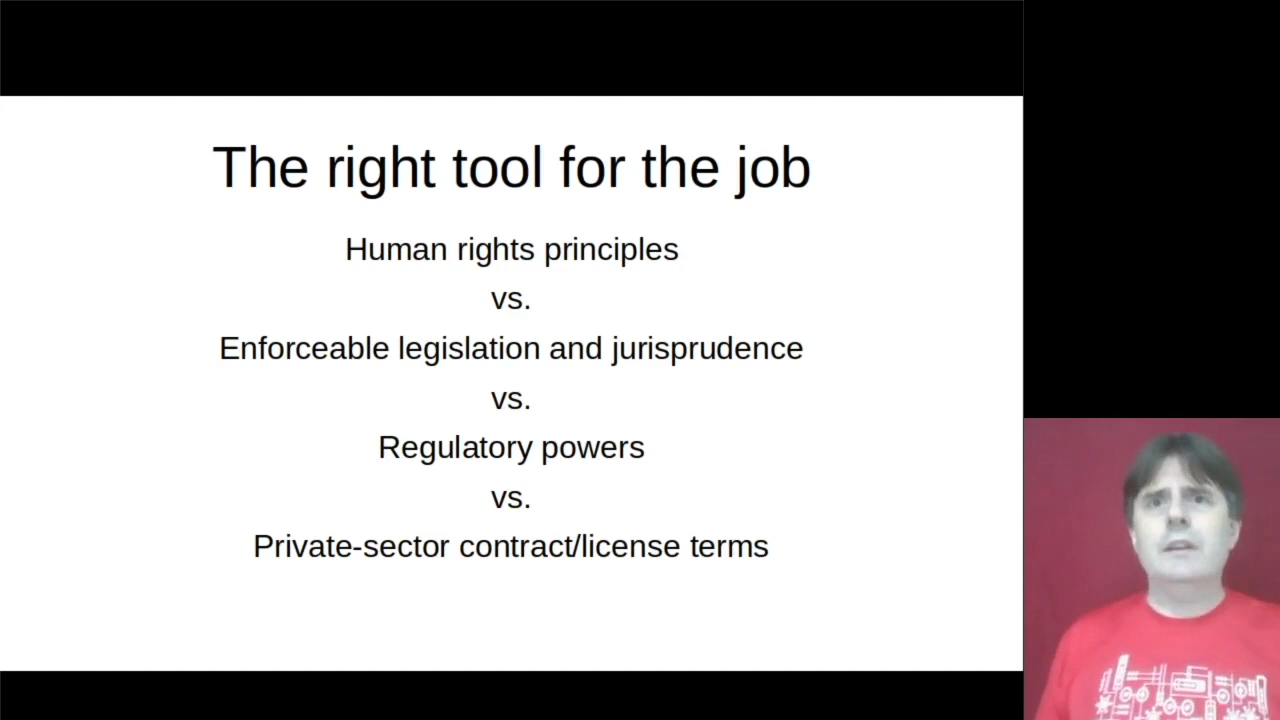 The right tool for the job
Human rights principles
vs.
Enforceable legislation and jurisprudence
vs.
Regulatory powers
vs.
Private-sector contract/license terms